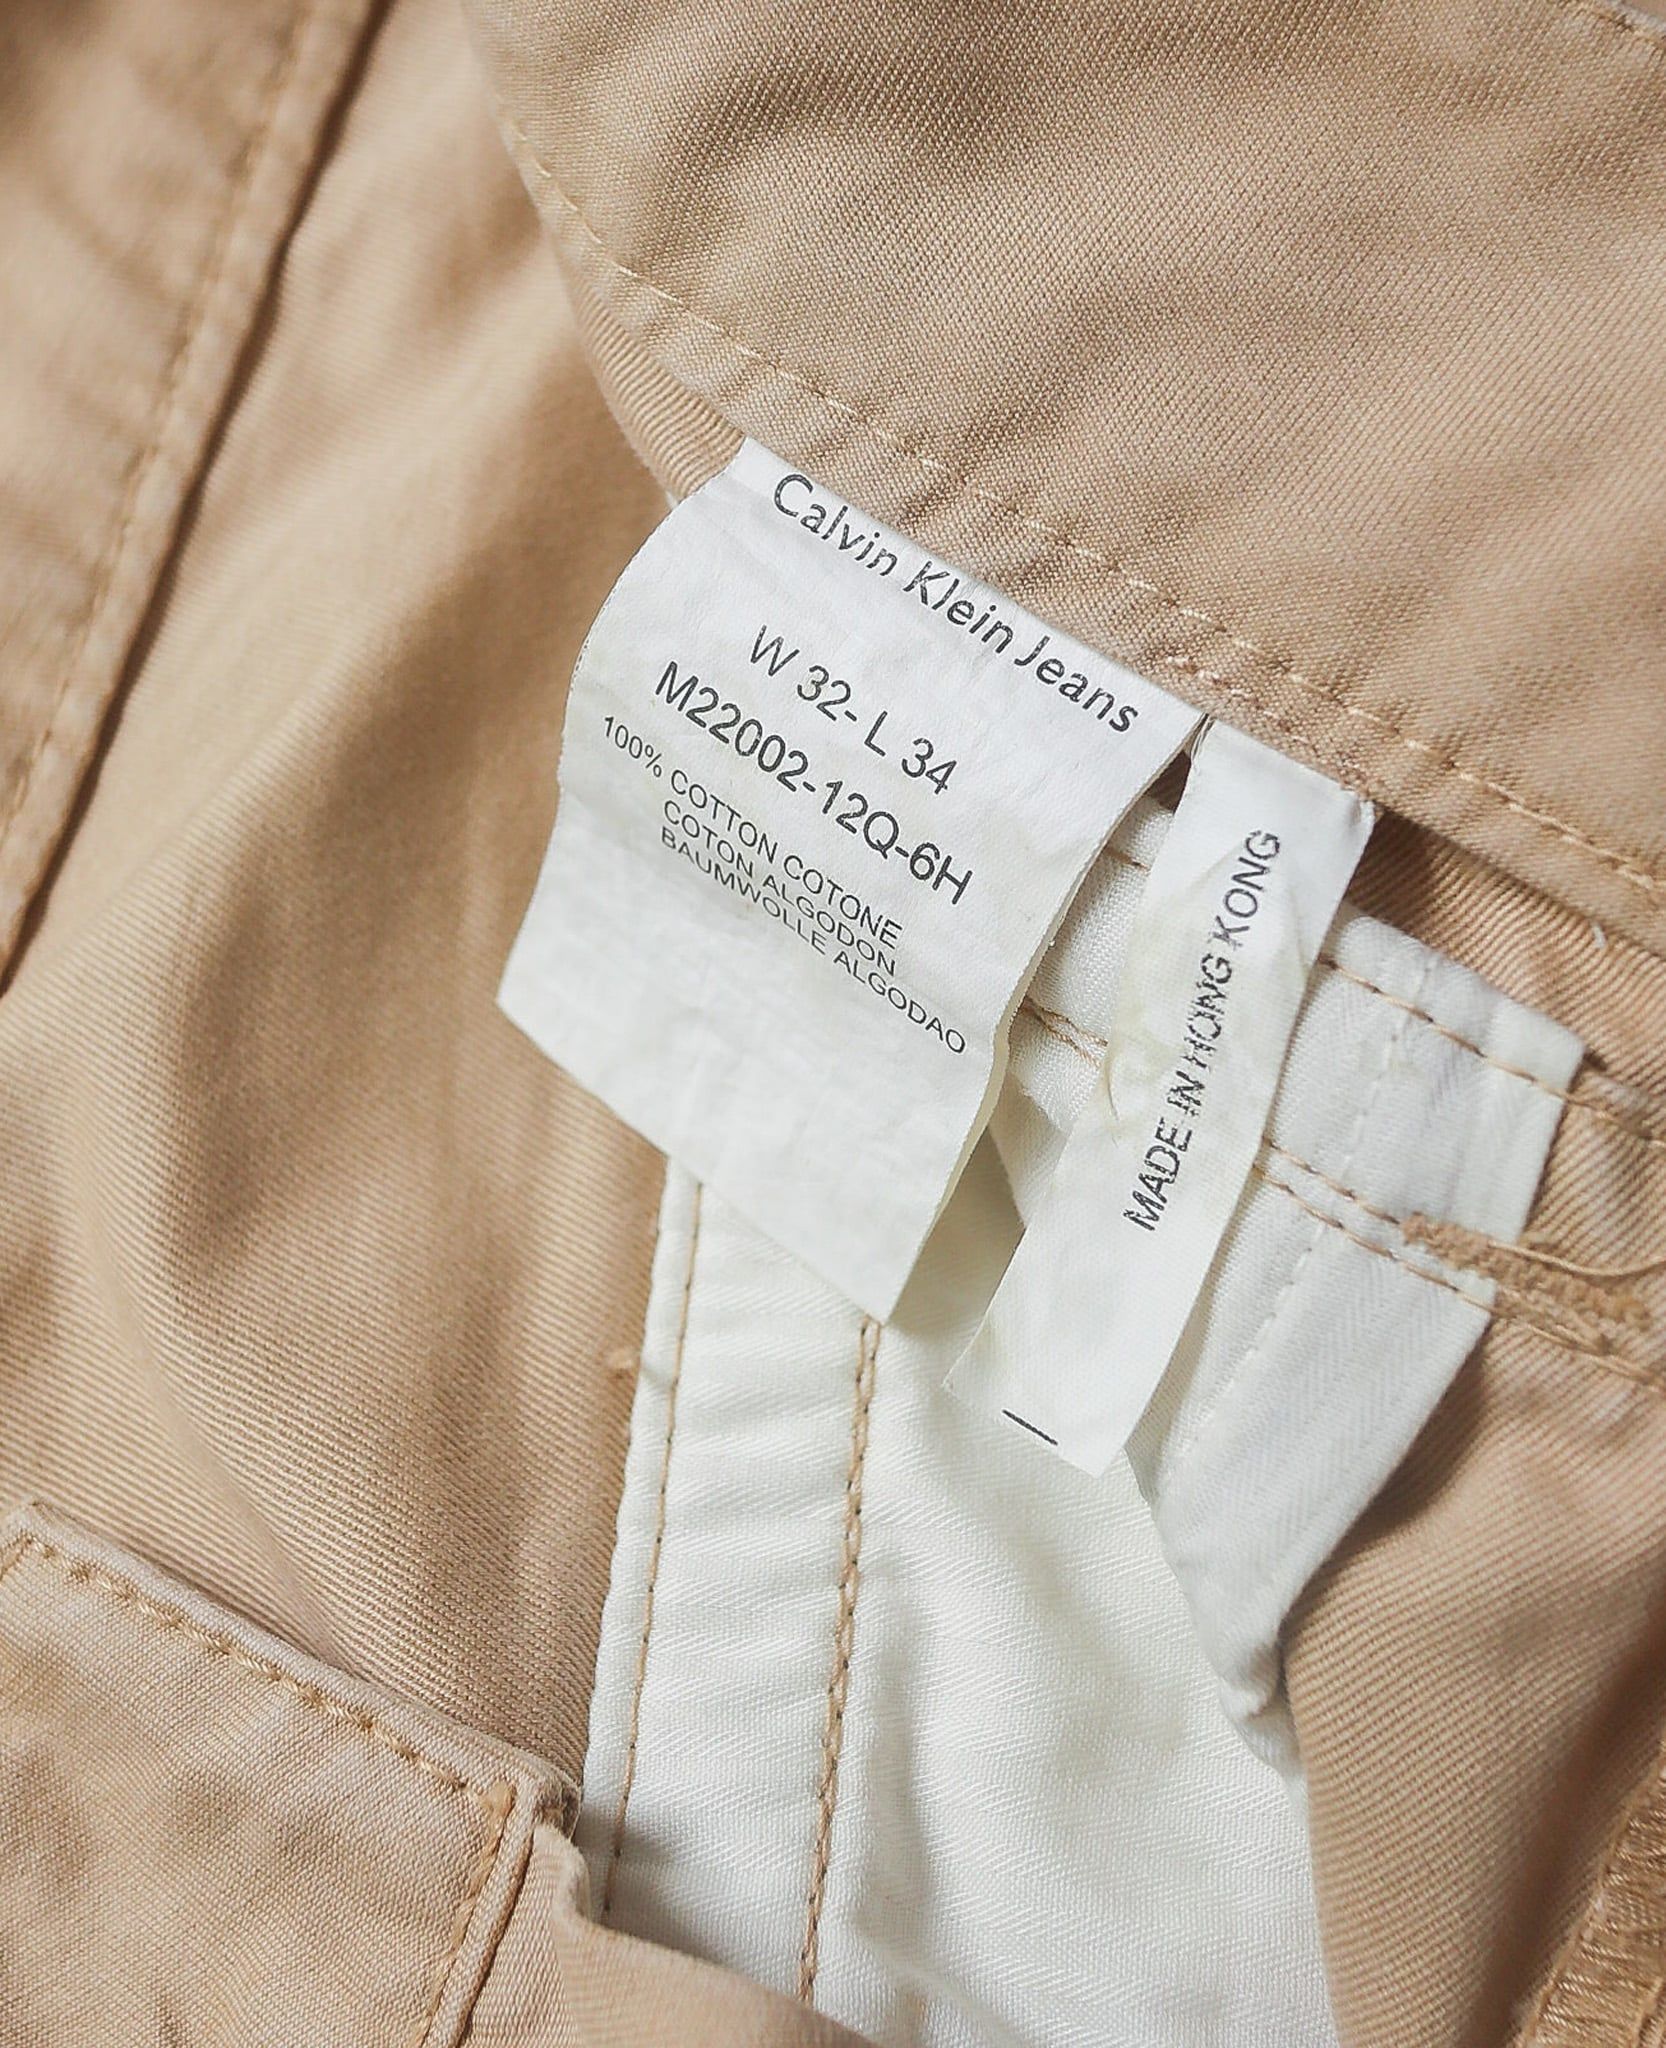 Calvin Klein Jeans
W 32- L 34
M22002-12Q-6H
100% COTTON COTONE
COTON ALGODON
BAUMWOLLE ALGODAO
MADE IN HONG KONG